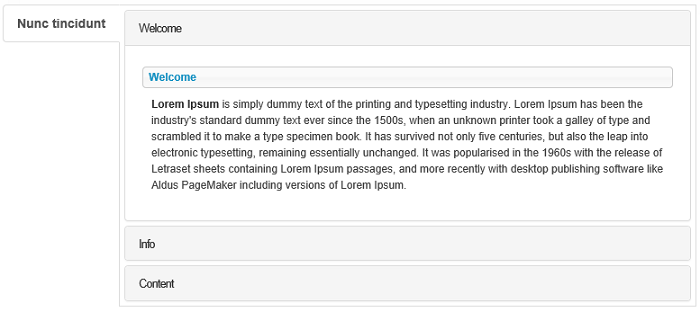 Nunc tincidunt
Welcome
Welcome
Lorem Ipsum is simply dummy text of the printing and typesetting industry. Lorem Ipsum has been the
industry's standard dummy text ever since the 1500s, when an unknown printer took a galley of type and
scrambled it to make a type specimen book. It has survived not only five centuries, but also the leap into
electronic typesetting, remaining essentially unchanged. It was popularised in the 1960s with the release of
Letraset sheets containing Lorem Ipsum passages, and more recently with desktop publishing software like
Aldus PageMaker including versions of Lorem Ipsum.
Info
Content